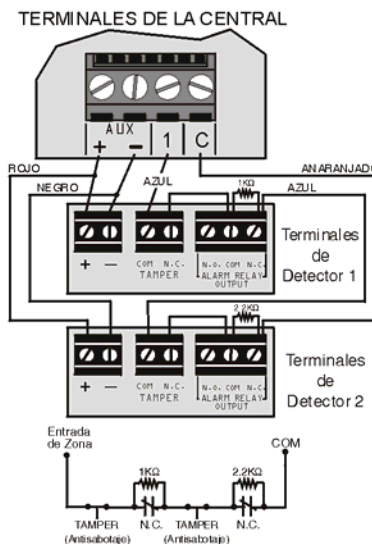 TERMINALES DE LA CENTRAL
AUX
+ − 1 C
ROJO
ANARANJADO
NEGRO
AZUL
1KΩ
AZUL
+ −
COM N.C.
TAMPER
N.O. COM N.C.
ALARM RELAY
OUTPUT
Terminales
de
Detector 1
2.2KΩ
+ −
COM N.C.
TAMPER
N.O. COM N.C.
ALARM RELAY
OUTPUT
Terminales
de
Detector 2
Entrada
de Zona
COM
1KΩ
2.2KΩ
TAMPER
(Antisabotaje)
N.C.
TAMPER
(Antisabotaje)
N.C.